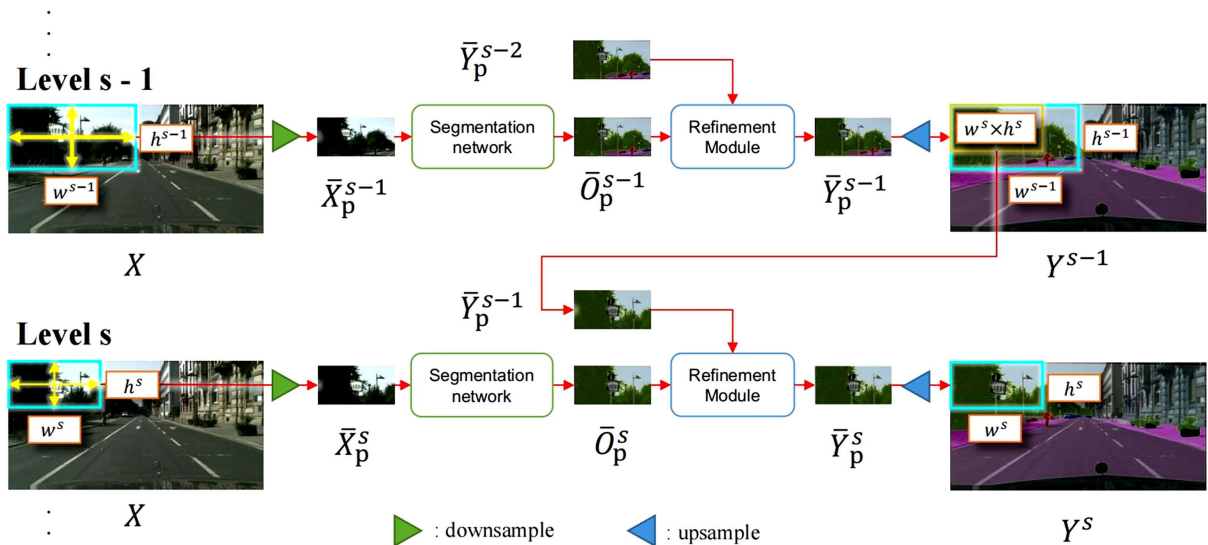 Level s - 1
h^{s-1}
w^{s-1}
X
X̄_p^{s-1}
Segmentation
network
Ȳ_p^{s-2}
Ō_p^{s-1}
Refinement
Module
Ȳ_p^{s-1}
w^s×h^s
h^{s-1}
w^{s-1}
Y^{s-1}
Level s
h^s
w^s
X
X̄_p^s
Segmentation
network
Ȳ_p^{s-1}
Ō_p^s
Refinement
Module
Ȳ_p^s
h^s
w^s
Y^s
: downsample
: upsample